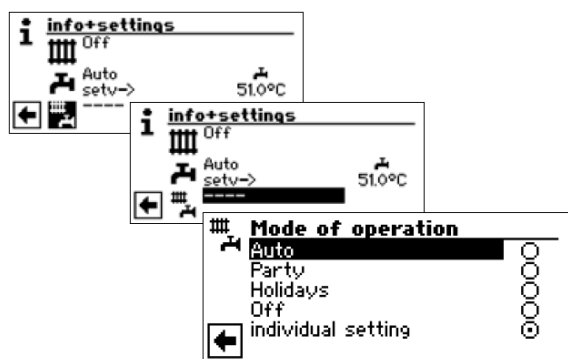 i info+settings
Off
Auto
setv-> 51.0°C
----
i info+settings
Off
Auto
setv-> 51.0°C
----
Mode of operation
Auto
Party
Holidays
Off
individual setting